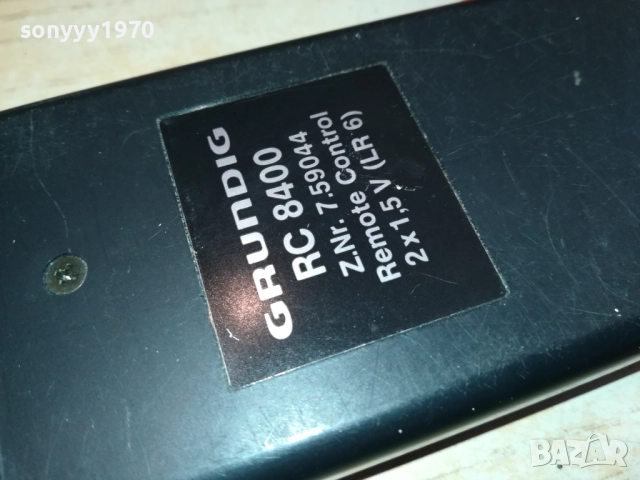 sonyyy1970
GRUNDIG
RC 8400
Z.Nr. 7.59044
Remote Control
2 x 1,5 V (LR 6)
BAZAR